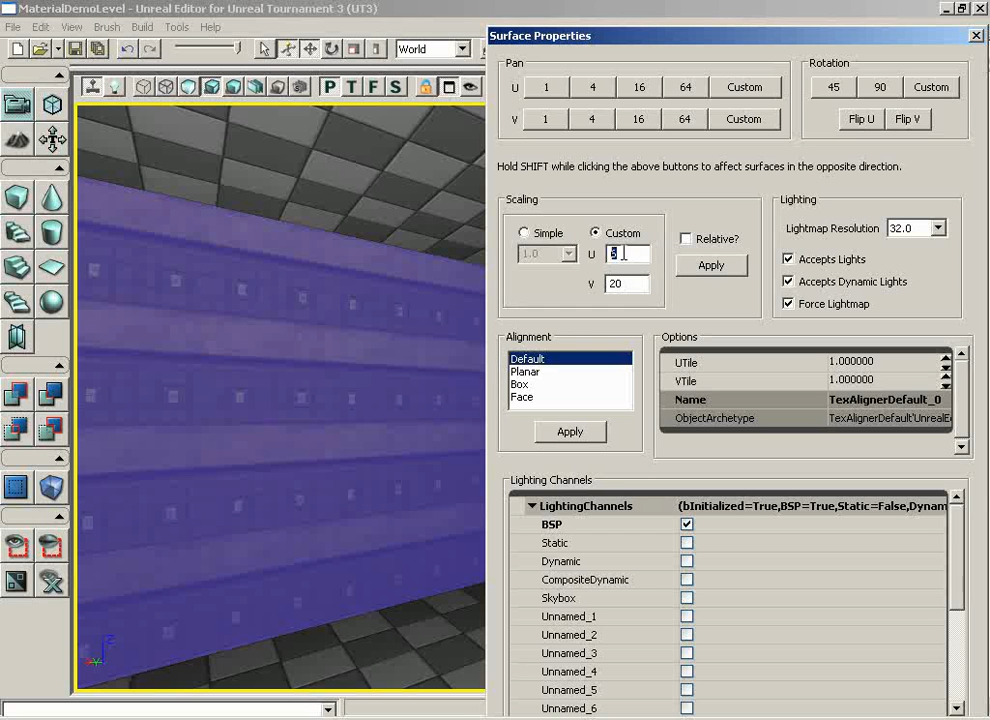 MaterialDemoLevel - Unreal Editor for Unreal Tournament 3 (UT3)
File Edit View Brush Build Tools Help
World
P T F S
Surface Properties
Pan
U 1 4 16 64 Custom
V 1 4 16 64 Custom
Rotation
45 90 Custom
Flip U Flip V
Hold SHIFT while clicking the above buttons to affect surfaces in the opposite direction.
Scaling
Simple Custom
1.0 U 5
V 20
Relative?
Apply
Lighting
Lightmap Resolution 32.0
Accepts Lights
Accepts Dynamic Lights
Force Lightmap
Alignment
Default
Planar
Box
Face
Apply
Options
UTile 1.000000
VTile 1.000000
Name TexAlignerDefault_0
ObjectArchetype TexAlignerDefault'UnrealE
Lighting Channels
LightingChannels (bInitialized=True,BSP=True,Static=False,Dynam
BSP
Static
Dynamic
CompositeDynamic
Skybox
Unnamed_1
Unnamed_2
Unnamed_3
Unnamed_4
Unnamed_5
Unnamed_6
Z
Y